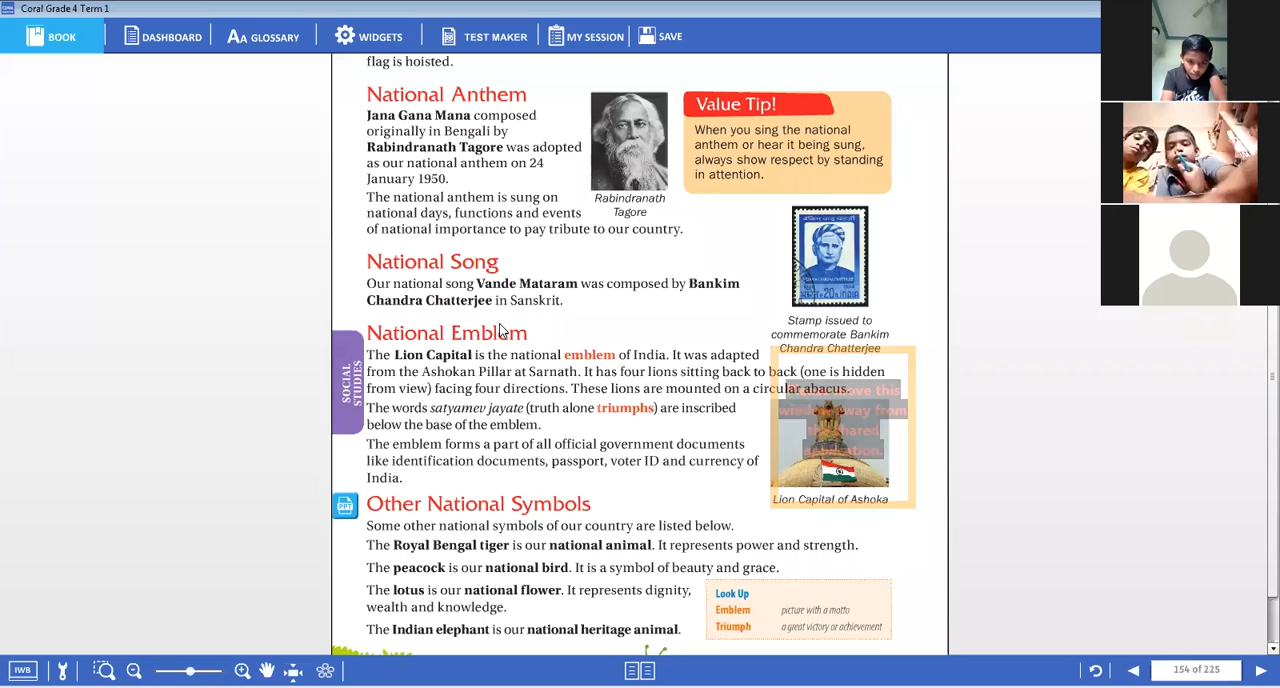 Coral Grade 4 Term 1
BOOK
DASHBOARD
AA GLOSSARY
WIDGETS
TEST MAKER
MY SESSION
SAVE
flag is hoisted.
National Anthem
Jana Gana Mana composed
originally in Bengali by
Rabindranath Tagore was adopted
as our national anthem on 24
January 1950.
The national anthem is sung on
national days, functions and events
of national importance to pay tribute to our country.
Rabindranath
Tagore
Value Tip!
When you sing the national
anthem or hear it being sung,
always show respect by standing
in attention.
National Song
Our national song Vande Mataram was composed by Bankim
Chandra Chatterjee in Sanskrit.
Stamp issued to
commemorate Bankim
Chandra Chatterjee
National Emblem
The Lion Capital is the national emblem of India. It was adapted
from the Ashokan Pillar at Sarnath. It has four lions sitting back to back (one is hidden
from view) facing four directions. These lions are mounted on a circular abacus.
The words satyamev jayate (truth alone triumphs) are inscribed
below the base of the emblem.
The emblem forms a part of all official government documents
like identification documents, passport, voter ID and currency of
India.
move this
window away from
the shared
application.
Lion Capital of Ashoka
SOCIAL
STUDIES
PPT
Other National Symbols
Some other national symbols of our country are listed below.
The Royal Bengal tiger is our national animal. It represents power and strength.
The peacock is our national bird. It is a symbol of beauty and grace.
The lotus is our national flower. It represents dignity,
wealth and knowledge.
The Indian elephant is our national heritage animal.
Look Up
Emblem picture with a motto
Triumph a great victory or achievement
IWB
154 of 225